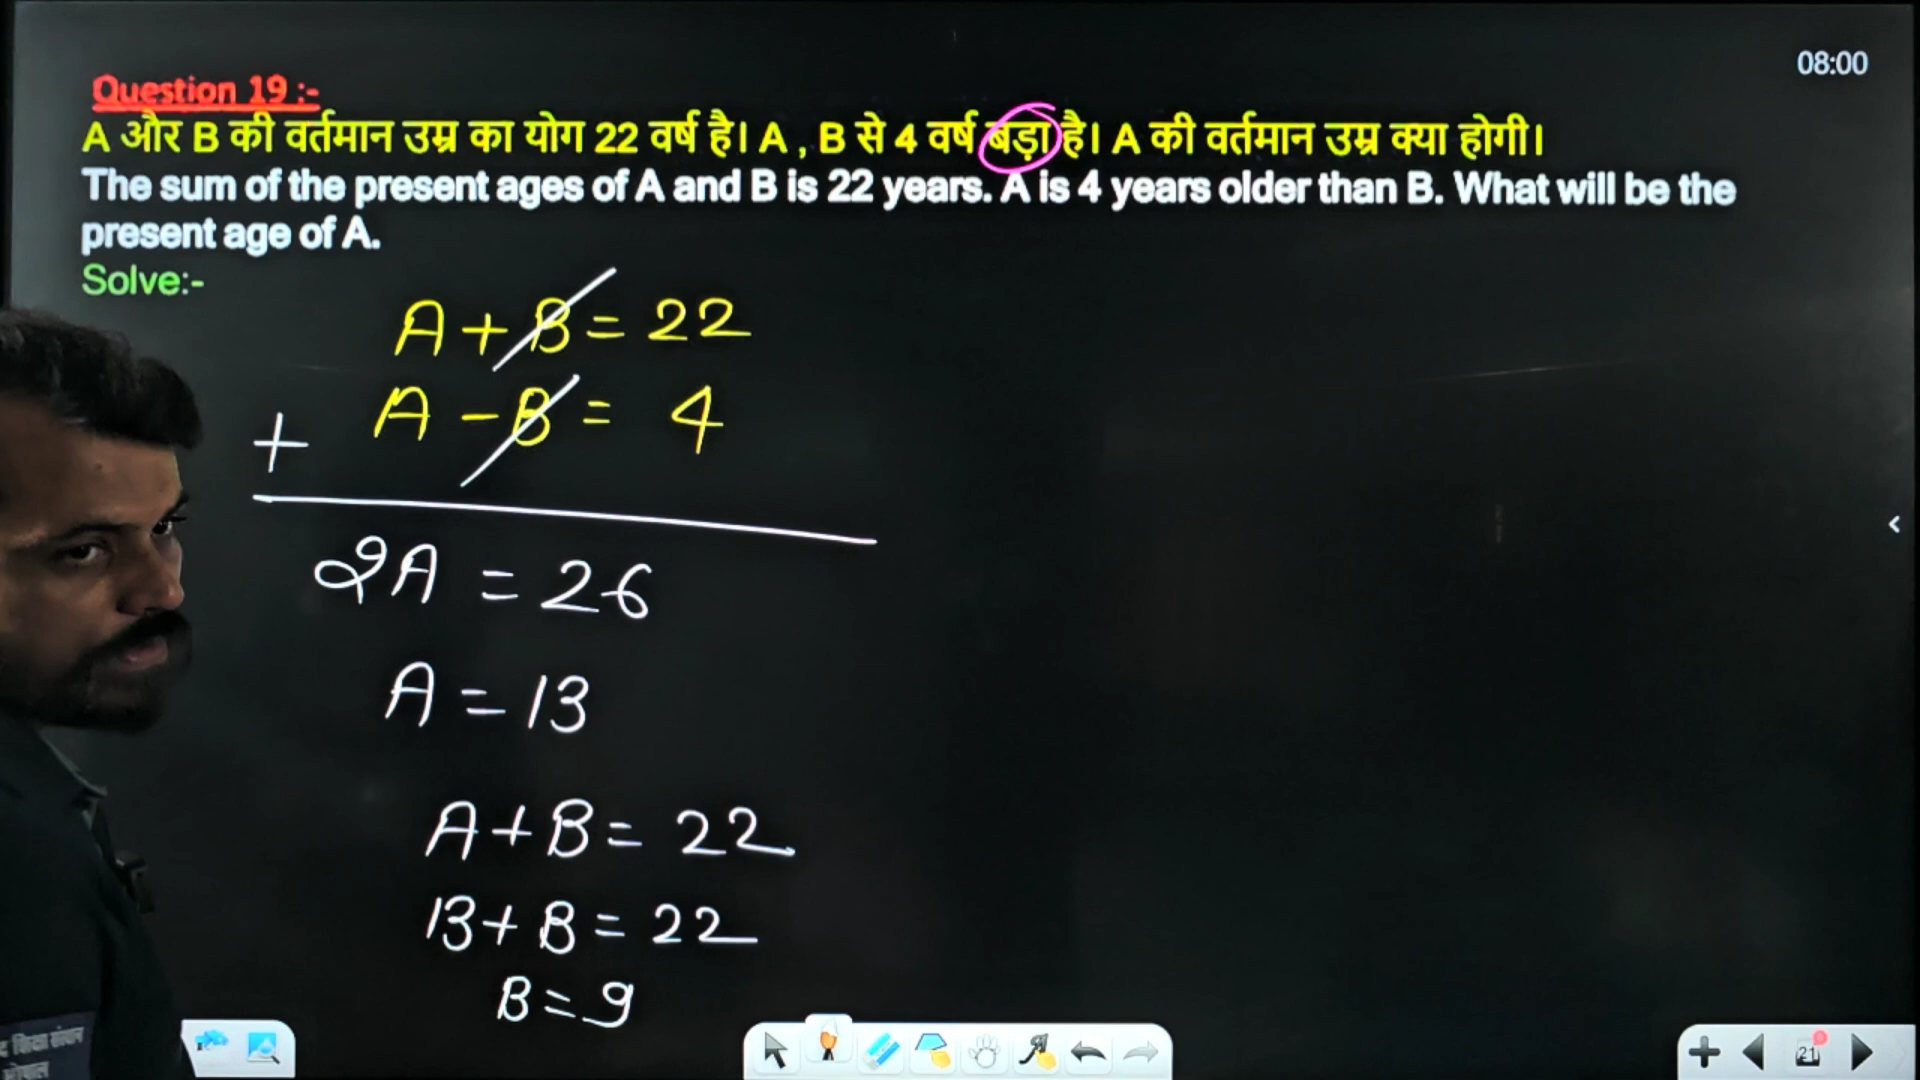 08:00
Question 19 :-
A और B की वर्तमान उम्र का योग 22 वर्ष है। A , B से 4 वर्ष बड़ा है। A की वर्तमान उम्र क्या होगी।
The sum of the present ages of A and B is 22 years. A is 4 years older than B. What will be the
present age of A.
Solve:-
A + B = 22
+ A - B = 4
2A = 26
A = 13
A + B = 22
13 + B = 22
B = 9
शिक्षा संस्थान
भोपाल
21